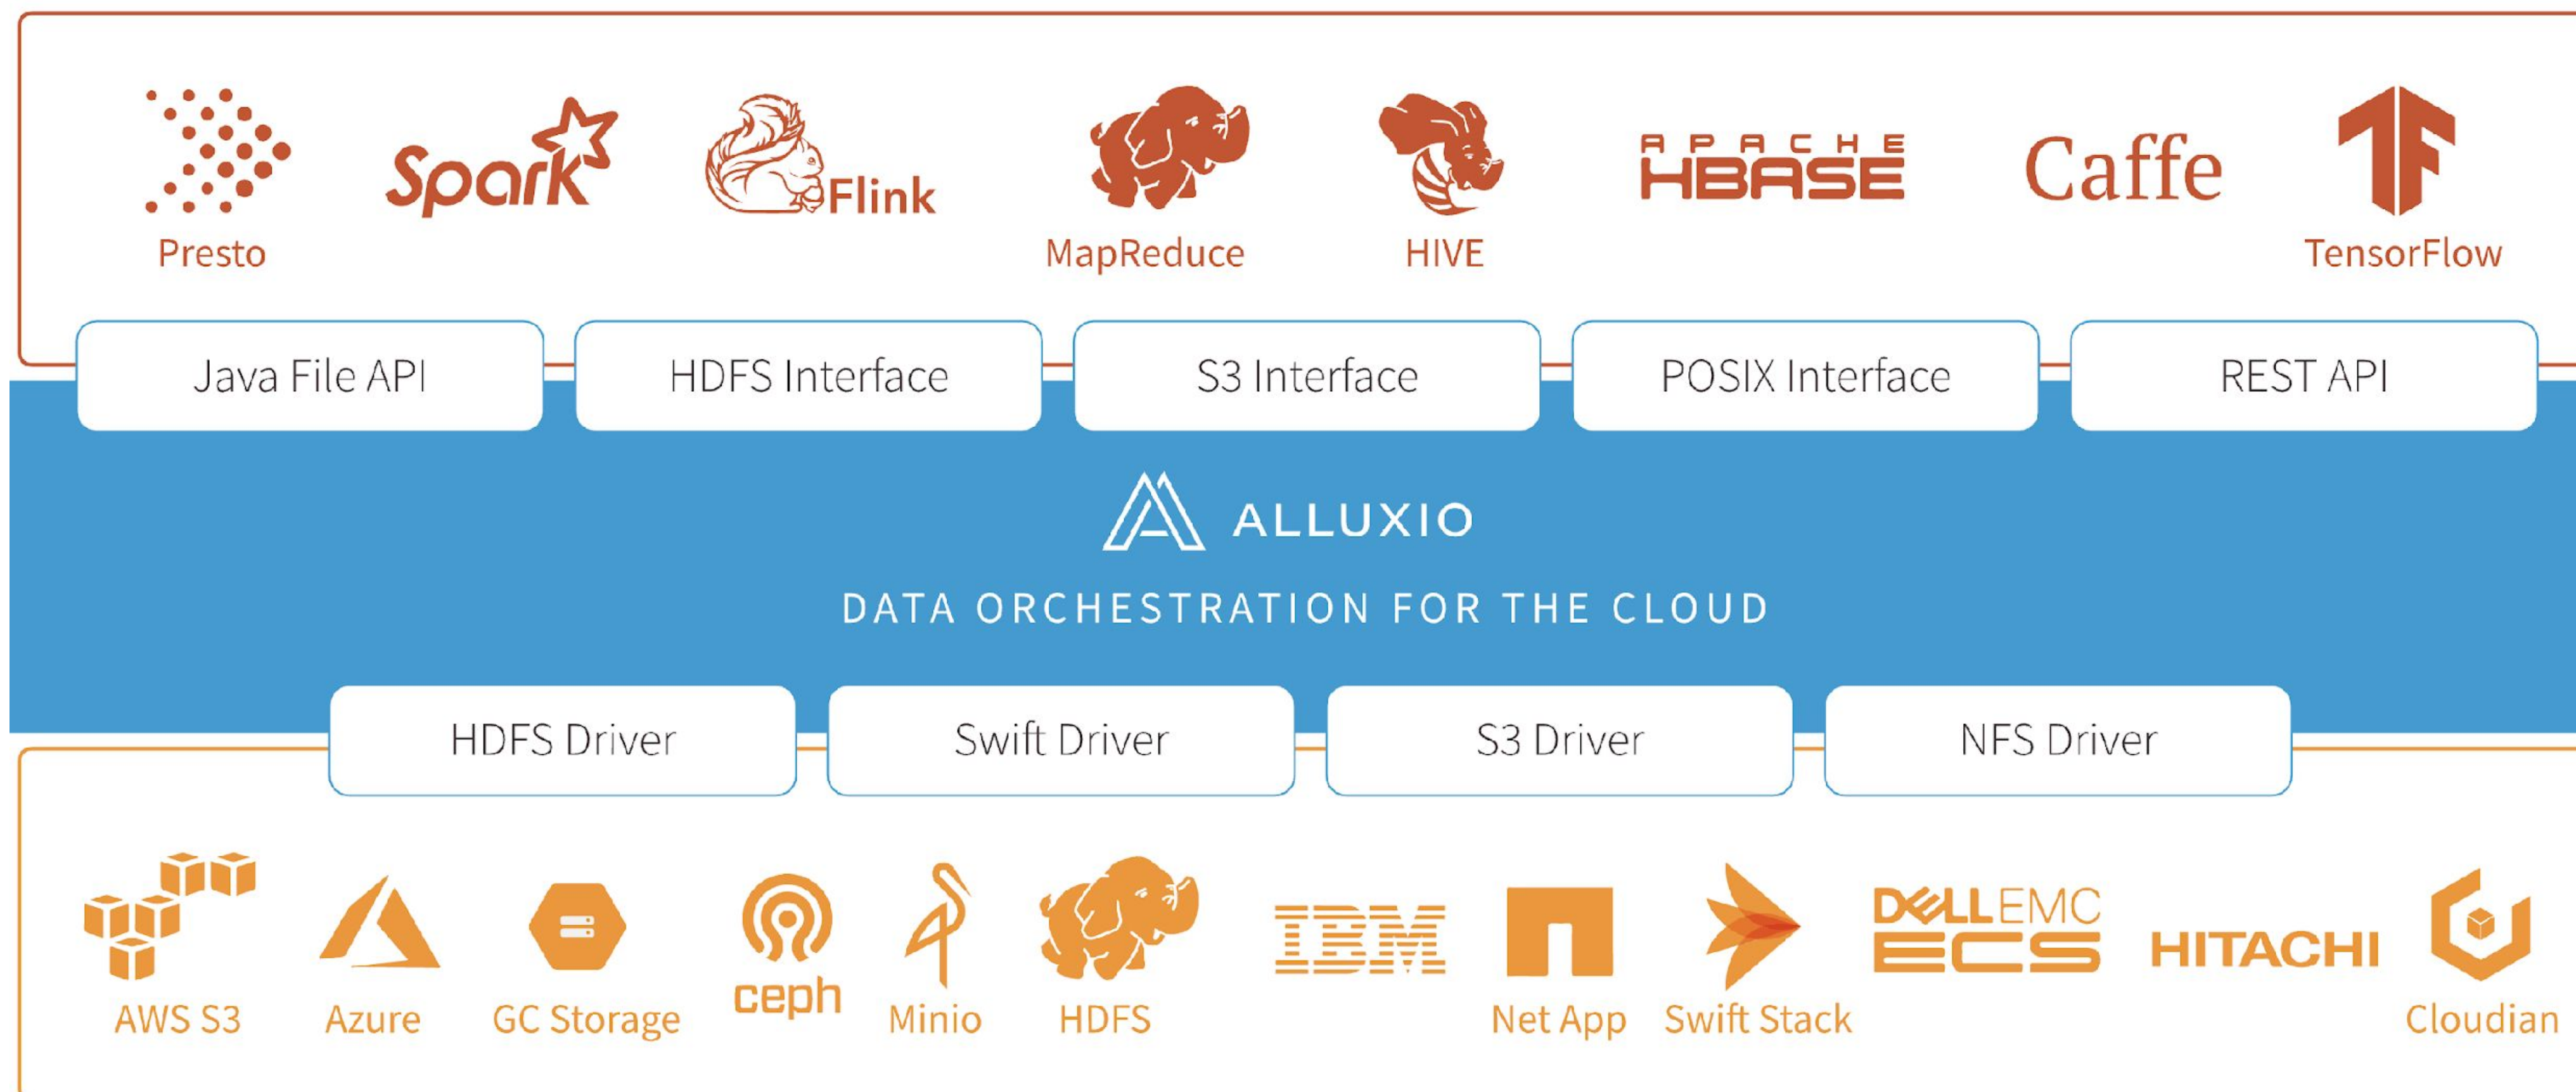 Spark
Flink
APACHE
HBASE
Caffe
Presto
MapReduce
HIVE
TensorFlow
Java File API
HDFS Interface
S3 Interface
POSIX Interface
REST API
ALLUXIO
DATA ORCHESTRATION FOR THE CLOUD
HDFS Driver
Swift Driver
S3 Driver
NFS Driver
ceph
IBM
DELLEMC
ECS
HITACHI
AWS S3
Azure
GC Storage
Minio
HDFS
Net App
Swift Stack
Cloudian